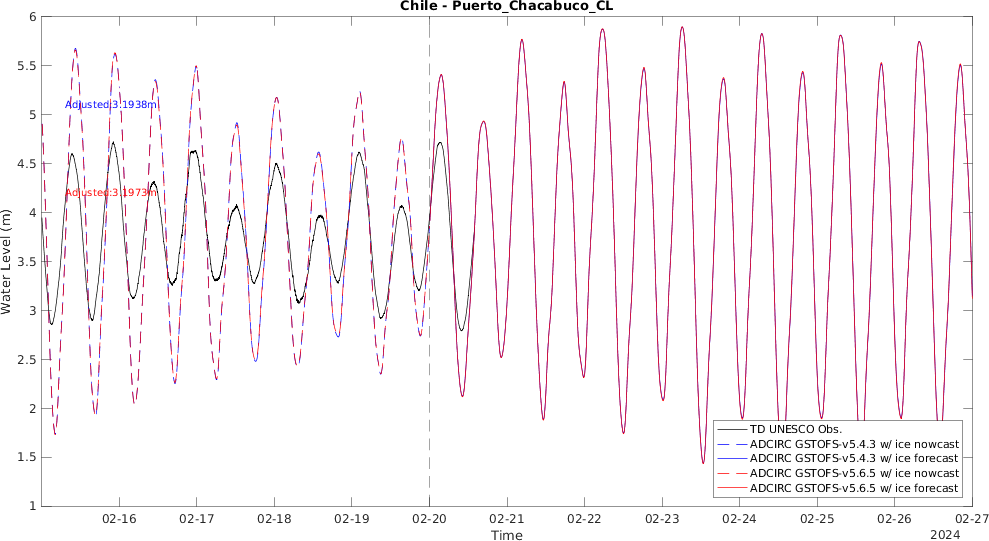 Chile - Puerto_Chacabuco_CL
6
5.5
5
4.5
4
3.5
3
2.5
2
1.5
1
Water Level (m)
Adjusted:3.1938m
Adjusted:3.1973m
TD UNESCO Obs.
ADCIRC GSTOFS-v5.4.3 w/ ice nowcast
ADCIRC GSTOFS-v5.4.3 w/ ice forecast
ADCIRC GSTOFS-v5.6.5 w/ ice nowcast
ADCIRC GSTOFS-v5.6.5 w/ ice forecast
02-16 02-17 02-18 02-19 02-20 02-21 02-22 02-23 02-24 02-25 02-26 02-27
Time
2024